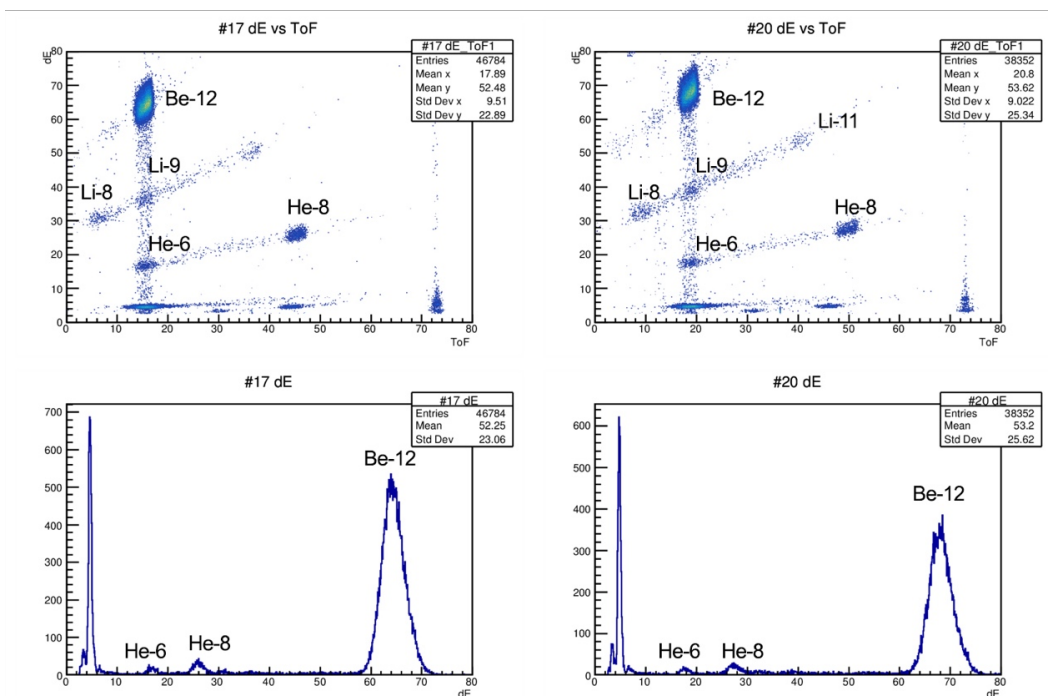 #17 dE vs ToF
dE
#17 dE_ToF1
Entries 46784
Mean x 17.89
Mean y 52.48
Std Dev x 9.51
Std Dev y 22.89
80
70
60
50
40
30
20
10
0
Be-12
Li-9
Li-8
He-8
He-6
0 10 20 30 40 50 60 70 80
ToF
#20 dE vs ToF
dE
#20 dE_ToF1
Entries 38352
Mean x 20.8
Mean y 53.62
Std Dev x 9.022
Std Dev y 25.34
80
70
60
50
40
30
20
10
0
Be-12
Li-11
Li-9
Li-8
He-8
He-6
0 10 20 30 40 50 60 70 80
ToF
#17 dE
#17 dE
Entries 46784
Mean 52.25
Std Dev 23.06
700
600
500
400
300
200
100
0
Be-12
He-6
He-8
0 10 20 30 40 50 60 70 80
dE
#20 dE
#20 dE
Entries 38352
Mean 53.2
Std Dev 25.62
600
500
400
300
200
100
0
Be-12
He-6
He-8
0 10 20 30 40 50 60 70 80
dE